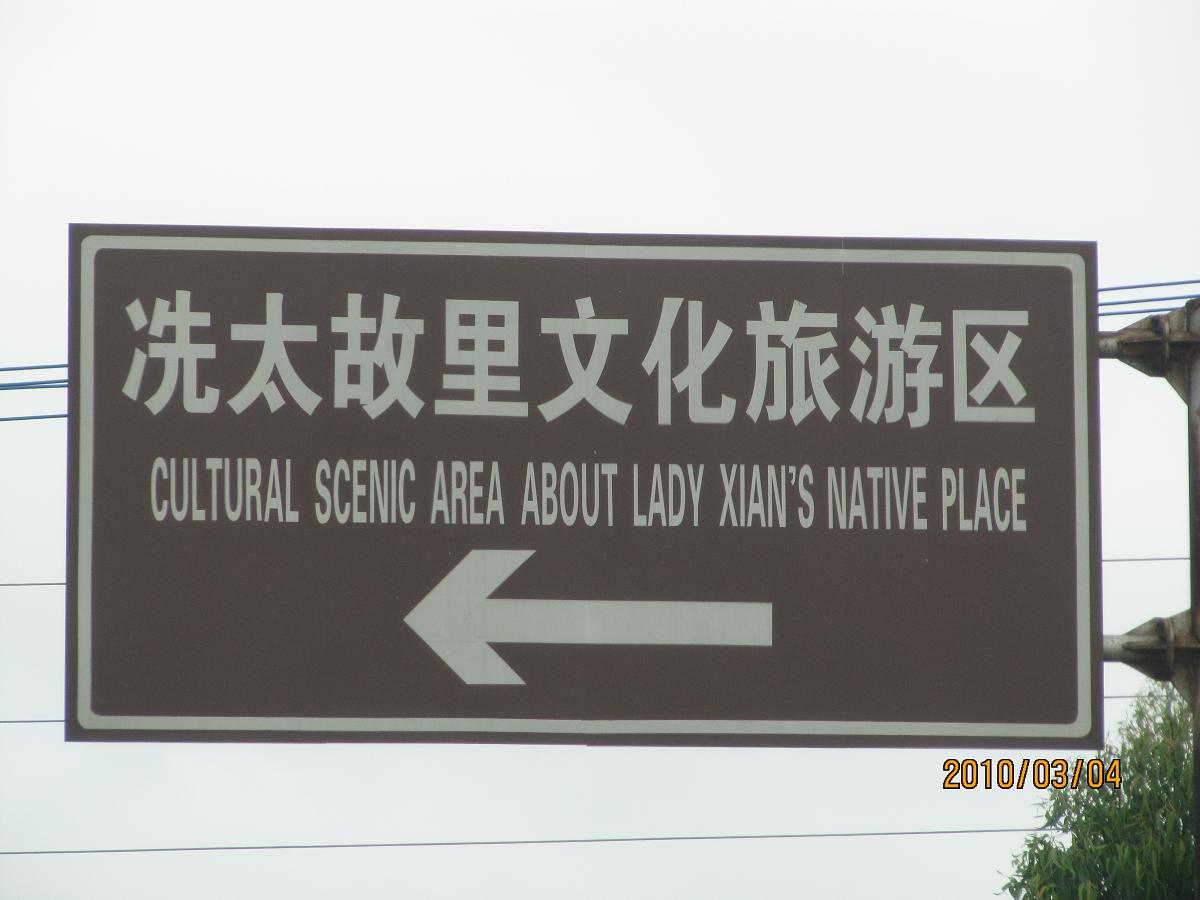 冼太故里文化旅游区
CULTURAL SCENIC AREA ABOUT LADY XIAN'S NATIVE PLACE
2010/03/04